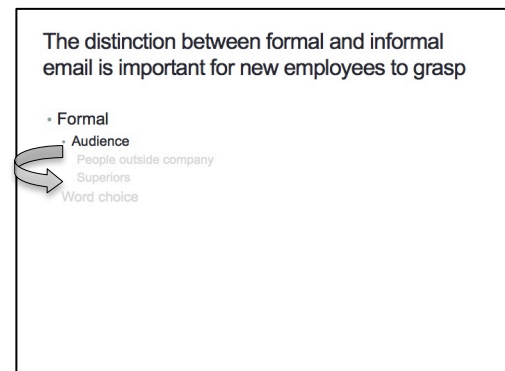 The distinction between formal and informal
email is important for new employees to grasp
• Formal
• Audience
People outside company
Superiors
Word choice